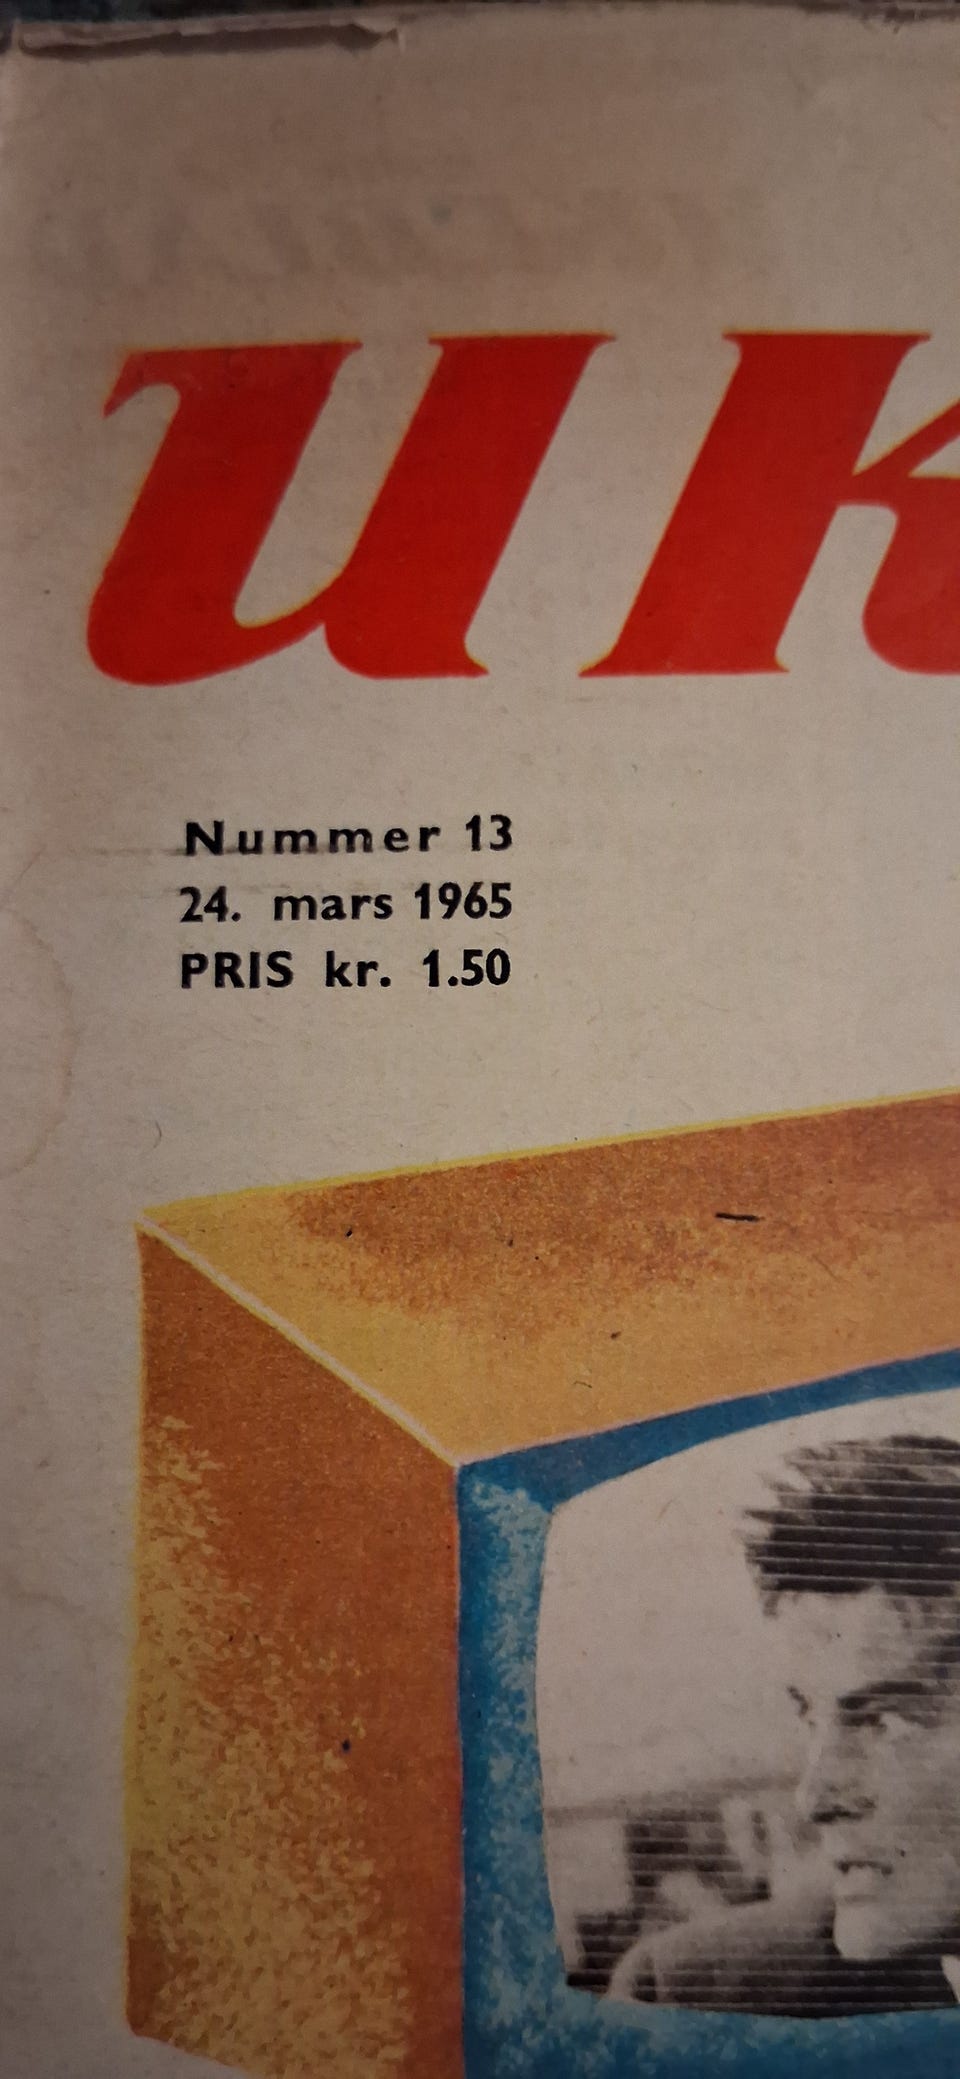 uk
Nummer 13
24. mars 1965
PRIS kr. 1.50